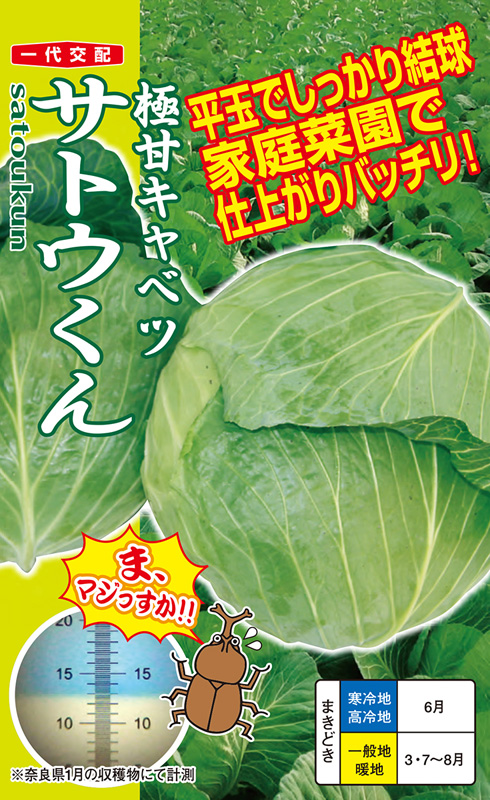 一代交配
極甘キャベツ
サトウくん
satoukun
平玉でしっかり結球
家庭菜園で
仕上がりバッチリ!
ま、
マジっすか!!
20
15 15
10 10
※奈良県1月の収穫物にて計測
まきどき
寒冷地
高冷地
6月
一般地
暖地
3・7〜8月